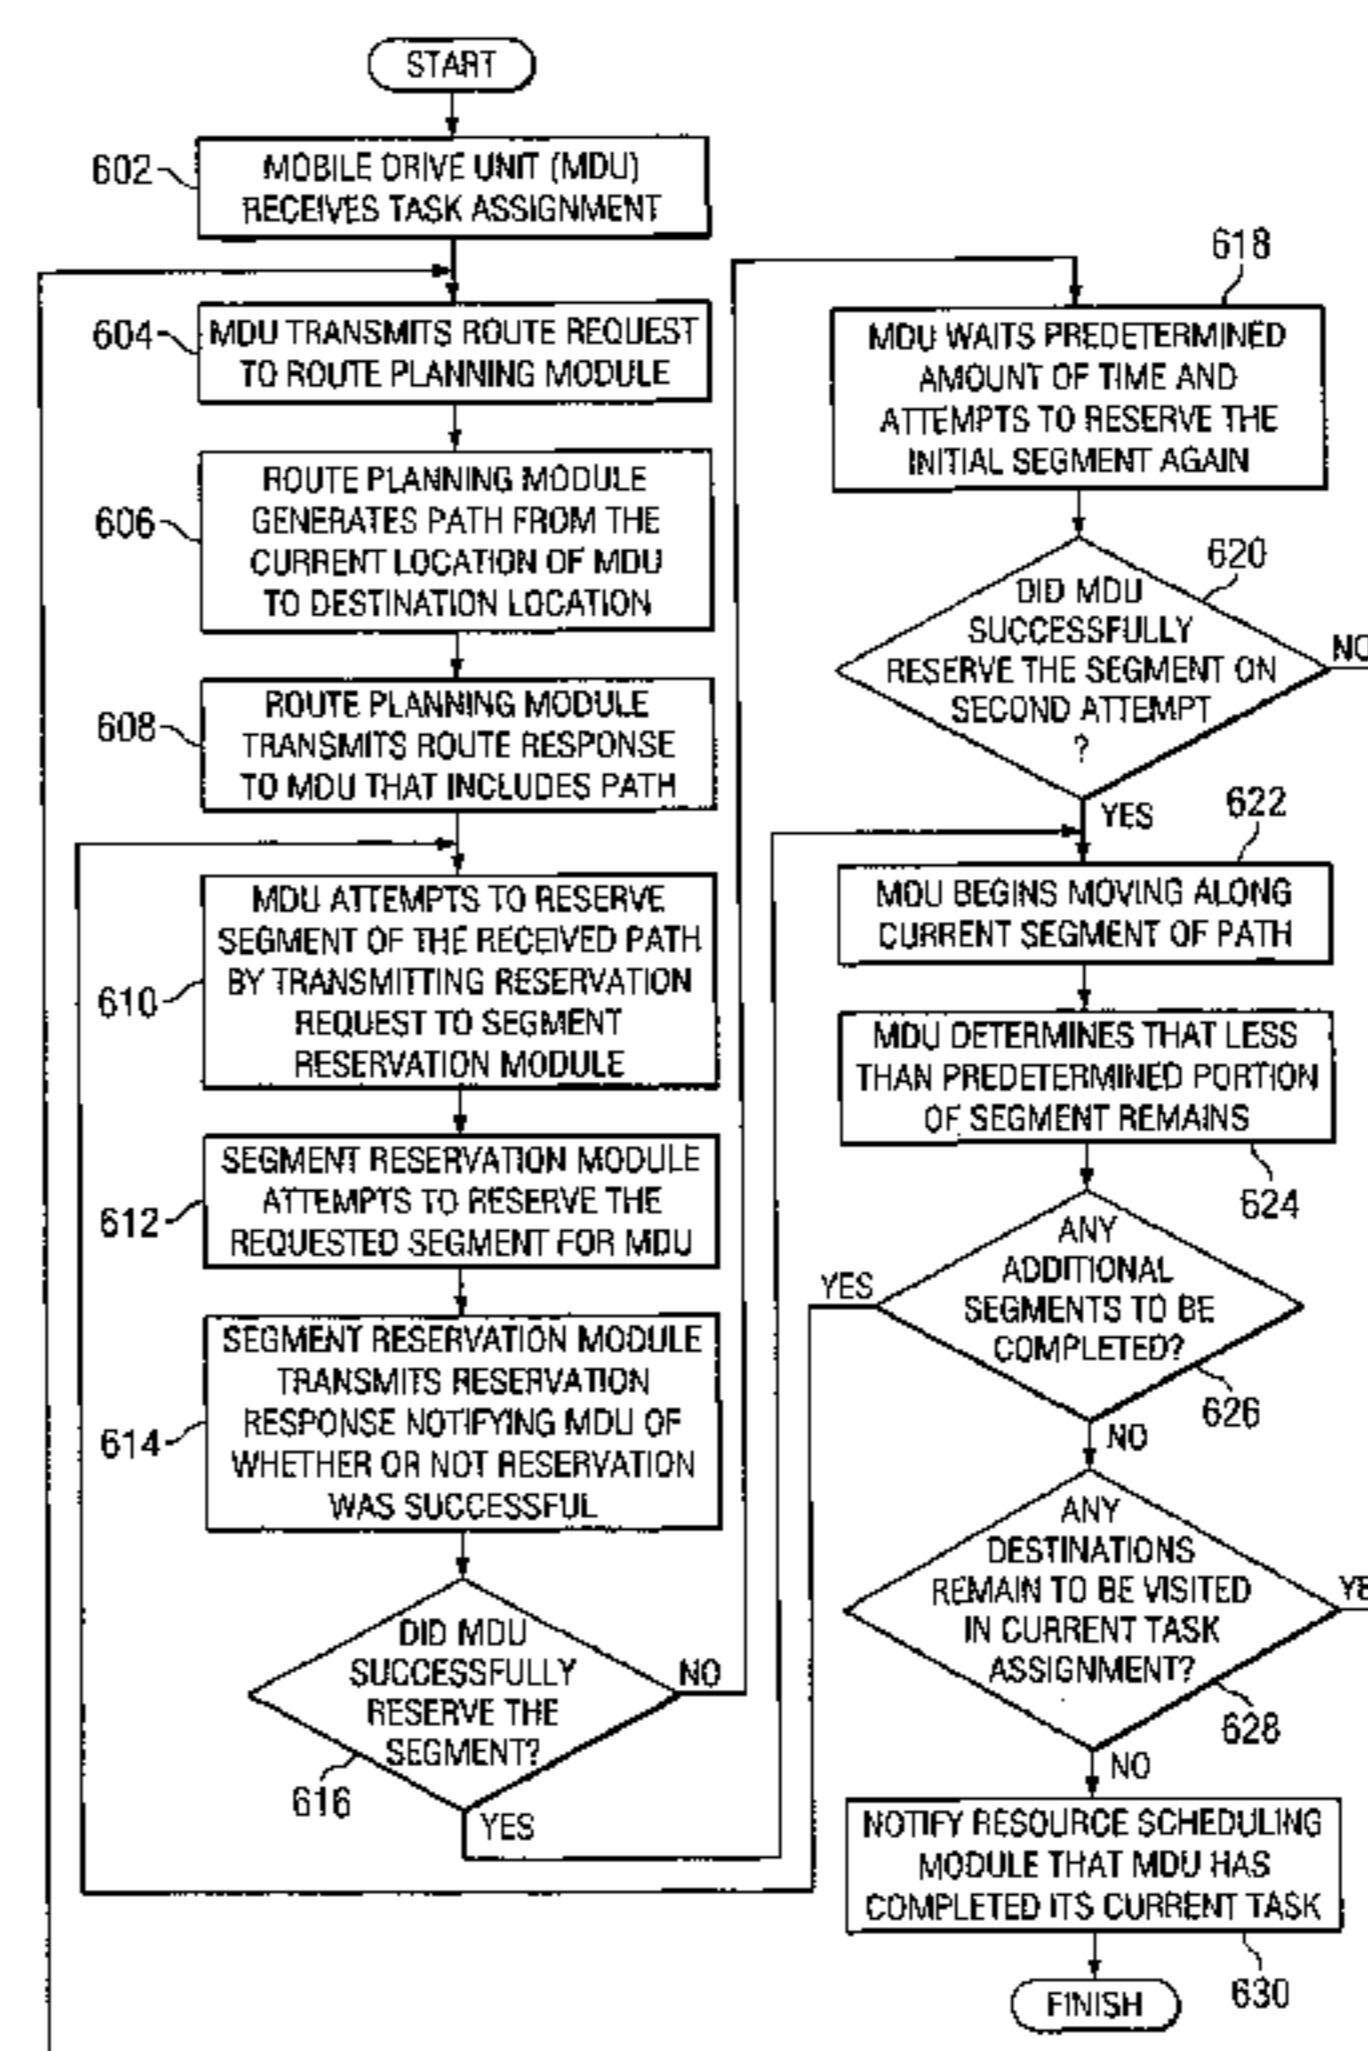 START
602
MOBILE DRIVE UNIT (MDU)
RECEIVES TASK ASSIGNMENT
604
MDU TRANSMITS ROUTE REQUEST
TO ROUTE PLANNING MODULE
606
ROUTE PLANNING MODULE
GENERATES PATH FROM THE
CURRENT LOCATION OF MDU
TO DESTINATION LOCATION
608
ROUTE PLANNING MODULE
TRANSMITS ROUTE RESPONSE
TO MDU THAT INCLUDES PATH
610
MDU ATTEMPTS TO RESERVE
SEGMENT OF THE RECEIVED PATH
BY TRANSMITTING RESERVATION
REQUEST TO SEGMENT
RESERVATION MODULE
612
SEGMENT RESERVATION MODULE
ATTEMPTS TO RESERVE THE
REQUESTED SEGMENT FOR MDU
614
SEGMENT RESERVATION MODULE
TRANSMITS RESERVATION
RESPONSE NOTIFYING MDU OF
WHETHER OR NOT RESERVATION
WAS SUCCESSFUL
DID MDU
SUCCESSFULLY
RESERVE THE
SEGMENT?
616
NO
YES
618
MDU WAITS PREDETERMINED
AMOUNT OF TIME AND
ATTEMPTS TO RESERVE THE
INITIAL SEGMENT AGAIN
620
DID MDU
SUCCESSFULLY
RESERVE THE SEGMENT ON
SECOND ATTEMPT
?
NO
YES
622
MDU BEGINS MOVING ALONG
CURRENT SEGMENT OF PATH
MDU DETERMINES THAT LESS
THAN PREDETERMINED PORTION
OF SEGMENT REMAINS
624
YES
ANY
ADDITIONAL
SEGMENTS TO BE
COMPLETED?
626
NO
ANY
DESTINATIONS
REMAIN TO BE VISITED
IN CURRENT TASK
ASSIGNMENT?
628
NO
NOTIFY RESOURCE SCHEDULING
MODULE THAT MDU HAS
COMPLETED ITS CURRENT TASK
630
FINISH